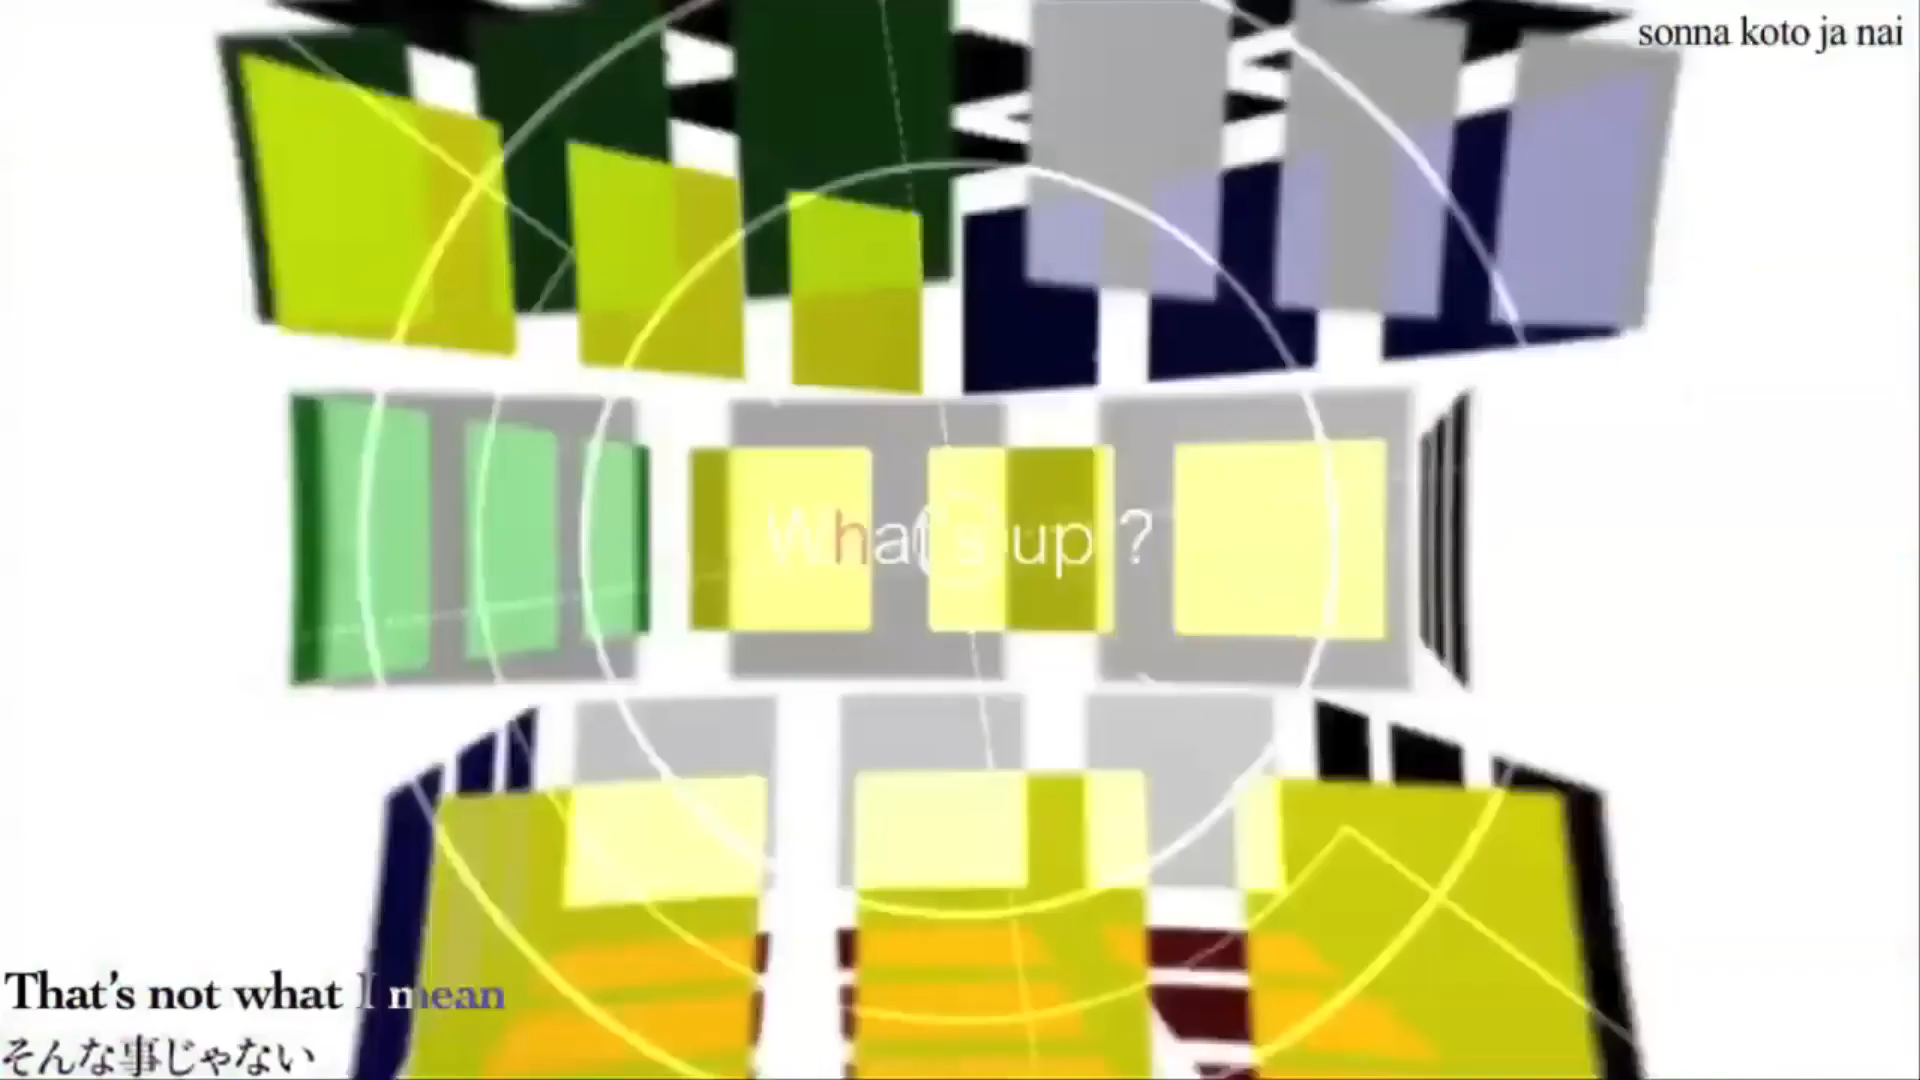 sonna koto ja nai
What's up ?
That's not what I mean
そんな事じゃない